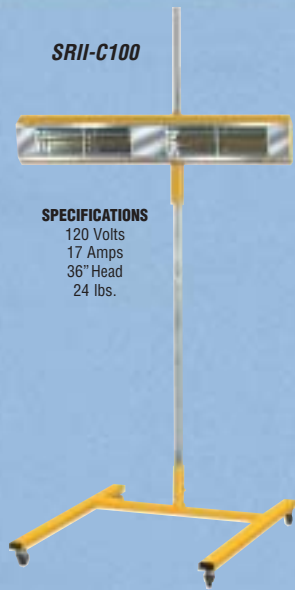 SRII-C100
SPECIFICATIONS
120 Volts
17 Amps
36” Head
24 lbs.